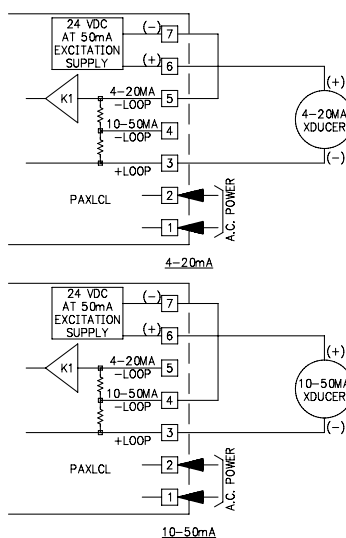 24 VDC
AT 50mA
EXCITATION
SUPPLY
(-)
7
(+)
6
K1
4-20MA
-LOOP
5
10-50MA
-LOOP
4
3
+LOOP
PAXLCL
2
1
A.C. POWER
(+)
4-20MA
XDUCER
(-)
4-20mA
24 VDC
AT 50mA
EXCITATION
SUPPLY
(-)
7
(+)
6
K1
4-20MA
-LOOP
5
10-50MA
-LOOP
4
3
+LOOP
PAXLCL
2
1
A.C. POWER
(+)
10-50MA
XDUCER
(-)
10-50mA